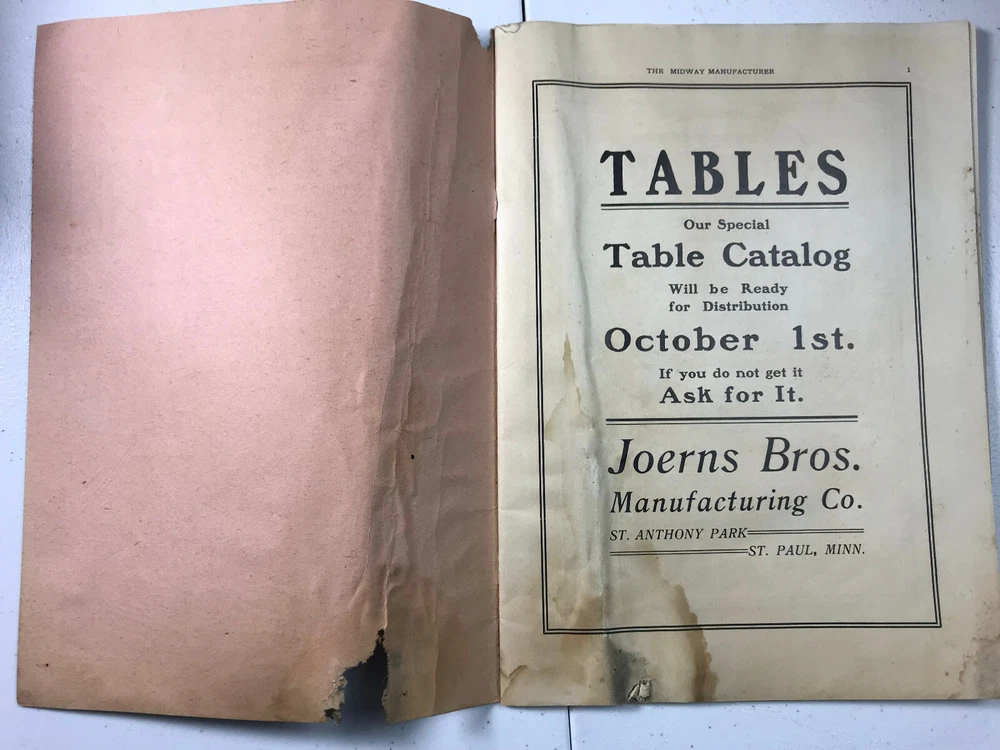 THE MIDWAY MANUFACTURER 1
TABLES
Our Special
Table Catalog
Will be Ready
for Distribution
October 1st.
If you do not get it
Ask for It.
Joerns Bros.
Manufacturing Co.
ST. ANTHONY PARK
ST. PAUL, MINN.